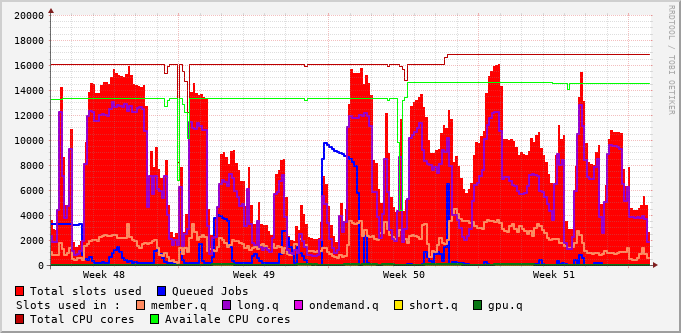 20000
18000
16000
14000
12000
10000
8000
6000
4000
2000
0
Week 48 Week 49 Week 50 Week 51
RRDTOOL / TOBI OETIKER
Total slots used Queued Jobs
Slots used in : member.q long.q ondemand.q short.q gpu.q
Total CPU cores Availale CPU cores